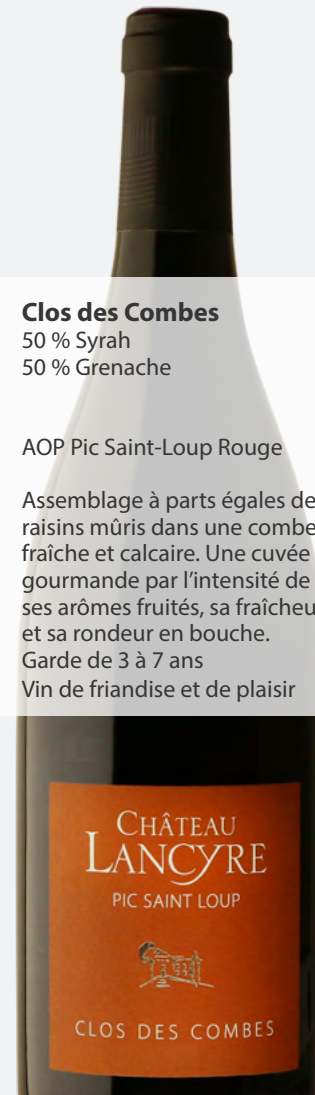 Clos des Combes
50 % Syrah
50 % Grenache
AOP Pic Saint-Loup Rouge
Assemblage à parts égales de
raisins mûris dans une combe
fraîche et calcaire. Une cuvée
gourmande par l’intensité de
ses arômes fruités, sa fraîcheu
et sa rondeur en bouche.
Garde de 3 à 7 ans
Vin de friandise et de plaisir
CHÂTEAU
LANCYRE
PIC SAINT LOUP
CLOS DES COMBES